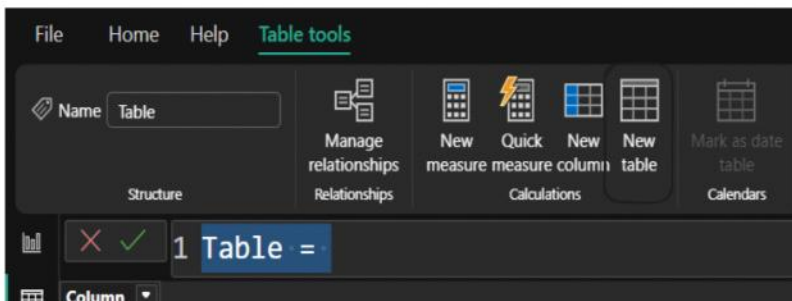 File Home Help Table tools
Name Table
Manage relationships
New measure
Quick measure
New column
New table
Mark as date table
Structure Relationships Calculations Calendars
1 Table =
Column